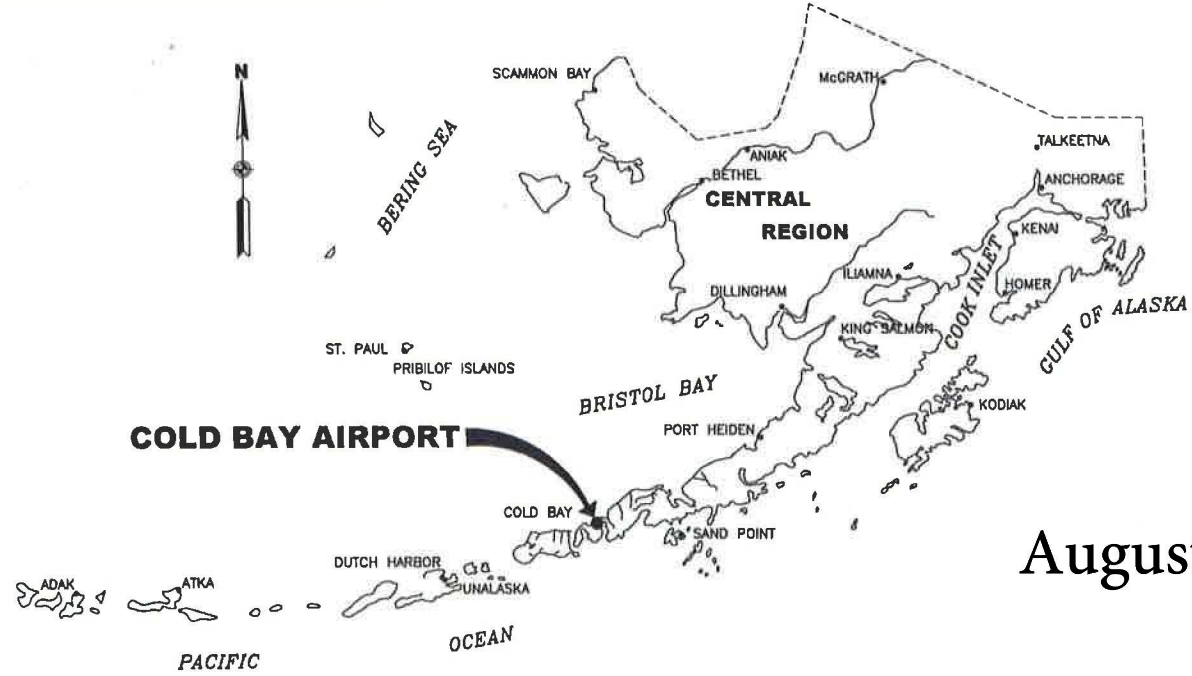 N
SCAMMON BAY
McGRATH
BERING SEA
TALKEETNA
ANIAK
BETHEL
ANCHORAGE
CENTRAL
REGION
KENAI
ILIAMNA
COOK INLET
HOMER
DILLINGHAM
GULF OF ALASKA
KING SALMON
ST. PAUL
PRIBILOF ISLANDS
BRISTOL BAY
KODIAK
COLD BAY AIRPORT
PORT HEIDEN
COLD BAY
SAND POINT
DUTCH HARBOR
UNALASKA
ADAK
ATKA
Augus
PACIFIC
OCEAN